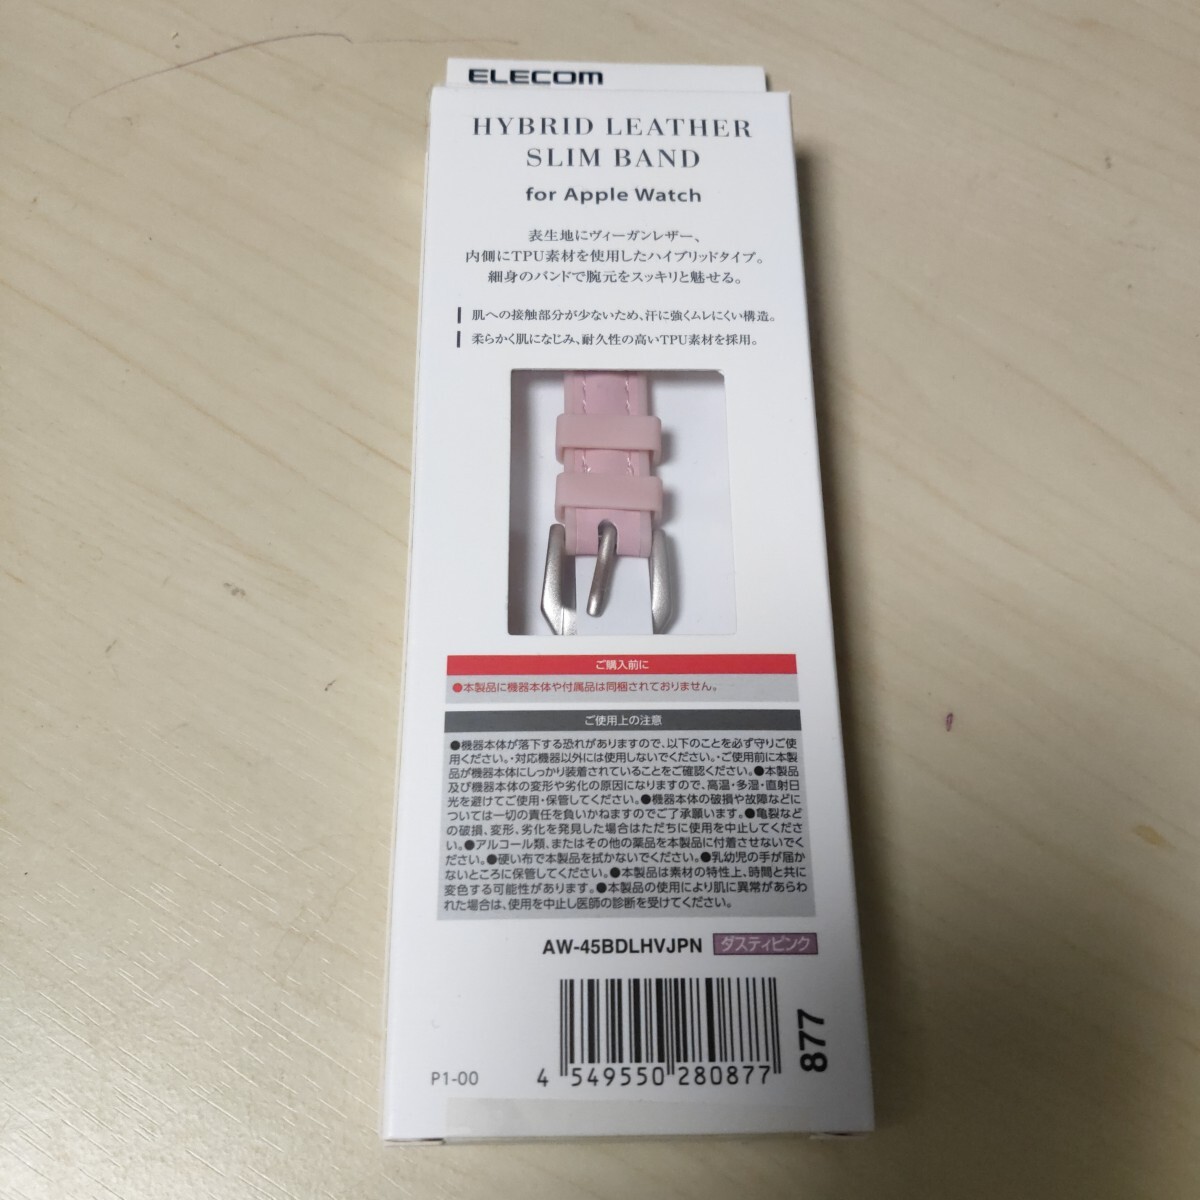 ELECOM
HYBRID LEATHER
SLIM BAND
for Apple Watch
表生地にヴィーガンレザー、
内側にTPU素材を使用したハイブリッドタイプ。
細身のバンドで腕元をスッキリと魅せる。
肌への接触部分が少ないため、汗に強くムレにくい構造。
柔らかく肌になじみ、耐久性の高いTPU素材を採用。
ご購入前に
●本製品に機器本体や付属品は同梱されておりません。
ご使用上の注意
●機器本体が落下する恐れがありますので、以下のことを必ず守りご使
用ください。・対応機器以外には使用しないでください。・ご使用前に本製
品が機器本体にしっかり装着されていることをご確認ください。●本製品
及び機器本体の変形や劣化の原因になりますので、高温・多湿・直射日
光を避けてご使用・保管してください。●機器本体の破損や故障などに
ついては一切の責任を負いかねますのでご了承願います。●亀裂など
の破損、変形、劣化を発見した場合はただちに使用を中止してくださ
い。●アルコール類、またはその他の薬品を本製品に付着させないでく
ださい。●硬い布で本製品を拭かないでください。●乳幼児の手が届か
ないところに保管してください。●本製品は素材の特性上、時間と共に
変色する可能性があります。●本製品の使用により肌に異常があらわ
れた場合は、使用を中止し医師の診断を受けてください。
AW-45BDLHVJPN ダスティピンク
877
P1-00
4 549550 280877